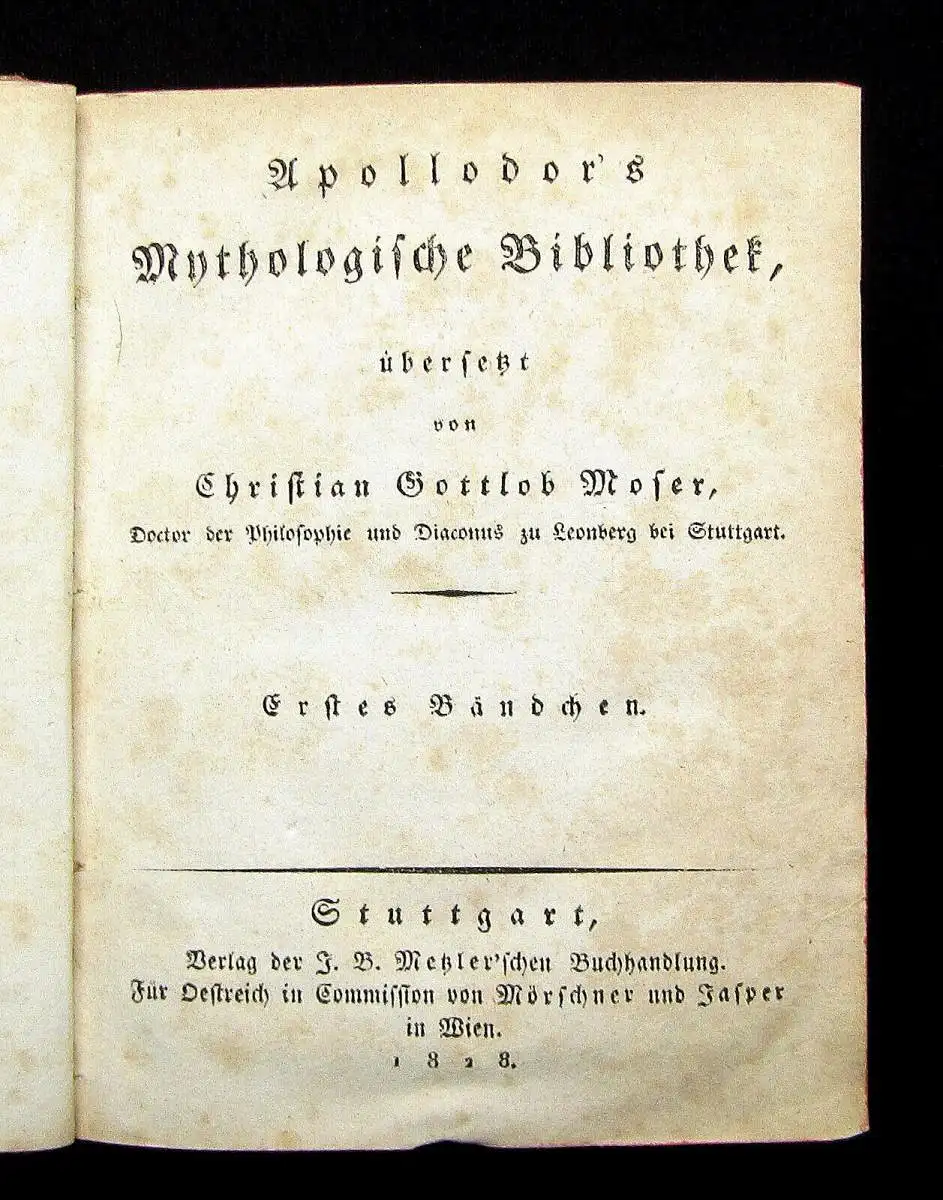 Apollodor's
Mythologische Bibliothek,
übersetzt
von
Christian Gottlob Moser,
Doctor der Philosophie und Diaconus zu Leonberg bei Stuttgart.
Erstes Bändchen.
Stuttgart,
Verlag der J. B. Metzler'schen Buchhandlung.
Für Oestreich in Commission von Mörschner und Jasper
in Wien.
1828.